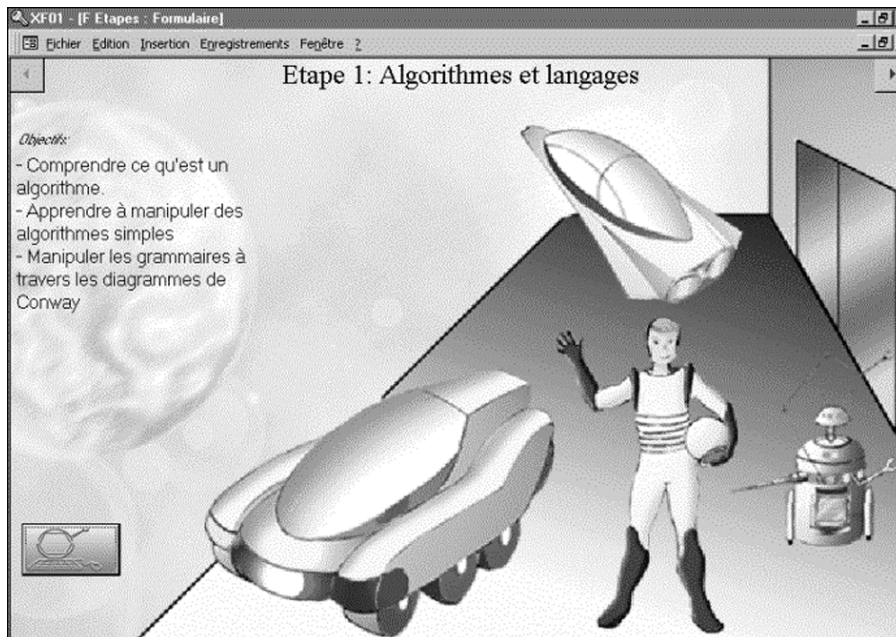 XF01 - [F Etapes : Formulaire]
Fichier Edition Insertion Enregistrements Fenêtre ?
Etape 1: Algorithmes et langages
Objectifs:
- Comprendre ce qu'est un
algorithme.
- Apprendre à manipuler des
algorithmes simples
- Manipuler les grammaires à
travers les diagrammes de
Conway